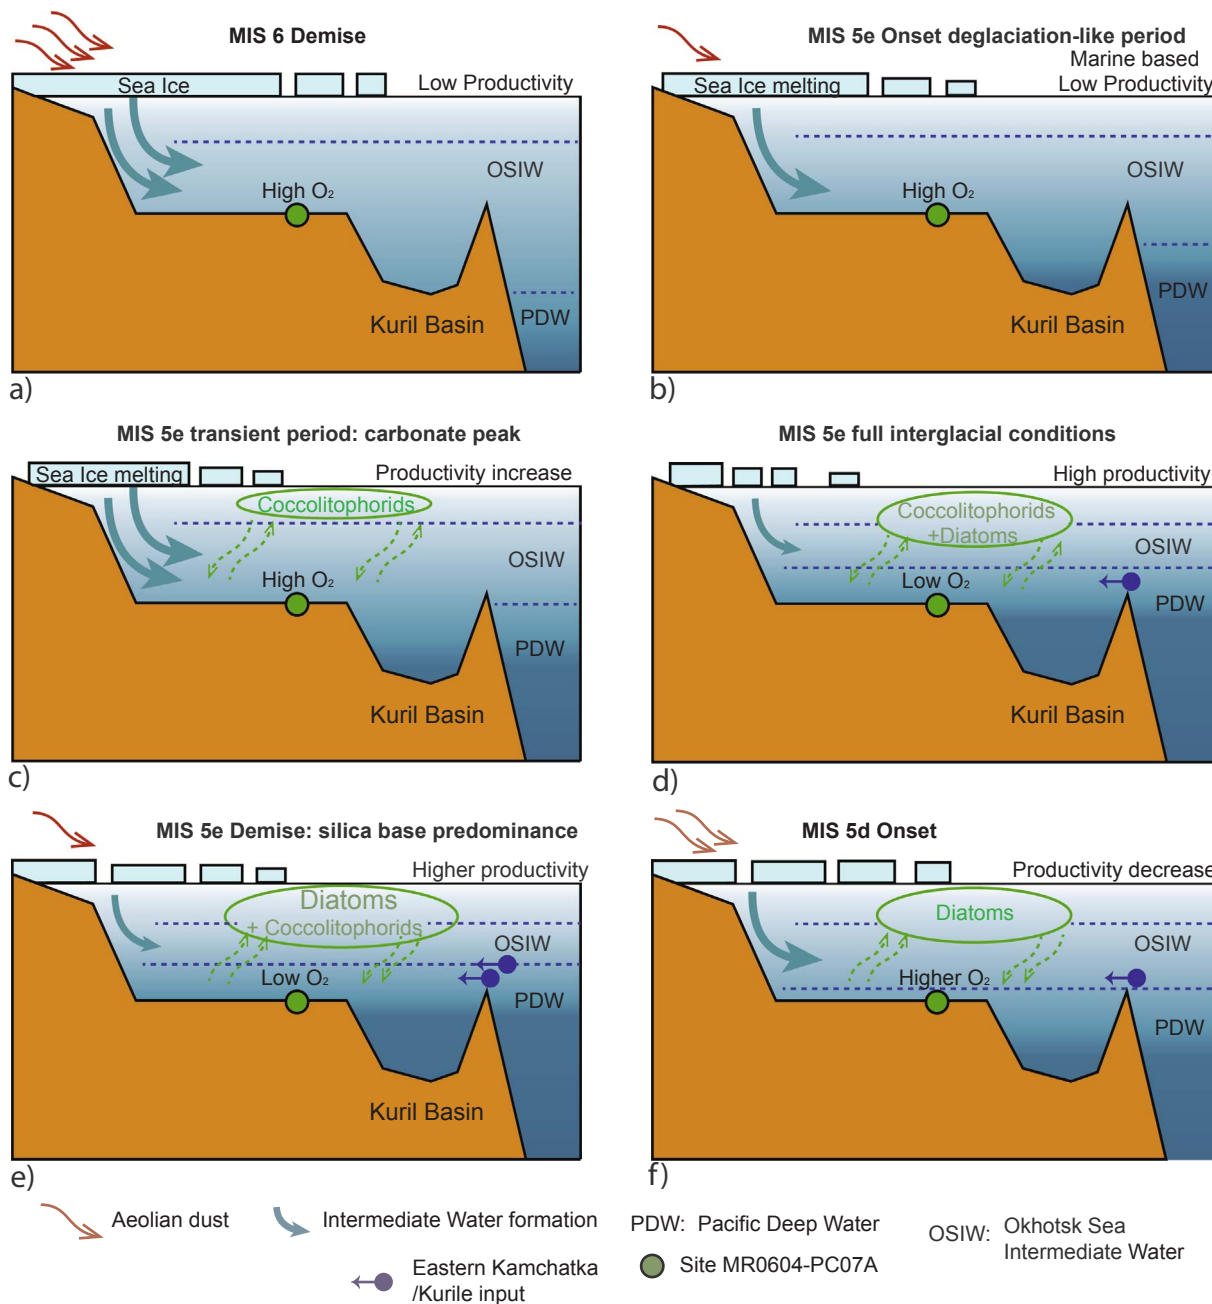 MIS 6 Demise
Sea Ice
Low Productivity
OSIW
High O₂
PDW
Kuril Basin
a)
MIS 5e Onset deglaciation-like period
Marine based
Sea Ice melting
Low Productivity
OSIW
High O₂
PDW
Kuril Basin
b)
MIS 5e transient period: carbonate peak
Sea Ice melting
Productivity increase
Coccolitophorids
OSIW
High O₂
PDW
Kuril Basin
c)
MIS 5e full interglacial conditions
High productivity
Coccolitophorids
+Diatoms
OSIW
Low O₂
PDW
Kuril Basin
d)
MIS 5e Demise: silica base predominance
Higher productivity
Diatoms
+ Coccolitophorids
OSIW
Low O₂
PDW
Kuril Basin
e)
MIS 5d Onset
Productivity decrease
Diatoms
OSIW
Higher O₂
PDW
f)
Aeolian dust
Intermediate Water formation
PDW: Pacific Deep Water
OSIW: Okhotsk Sea
Intermediate Water
Eastern Kamchatka
/Kurile input
Site MR0604-PC07A